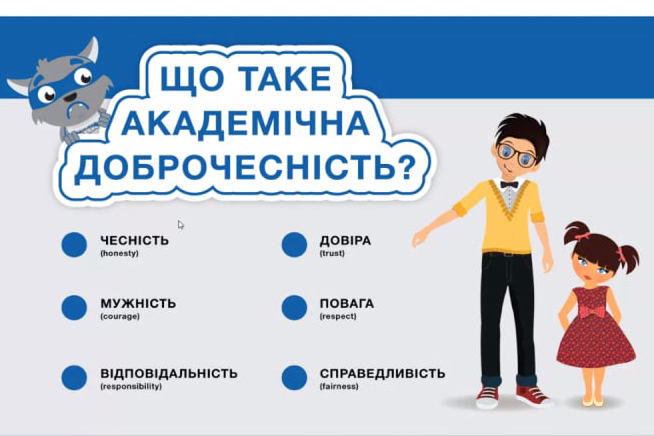 ЩО ТАКЕ
АКАДЕМІЧНА
ДОБРОЧЕСНІСТЬ?
ЧЕСНІСТЬ
(honesty)
ДОВІРА
(trust)
МУЖНІСТЬ
(courage)
ПОВАГА
(respect)
ВІДПОВІДАЛЬНІСТЬ
(responsibility)
СПРАВЕДЛИВІСТЬ
(fairness)